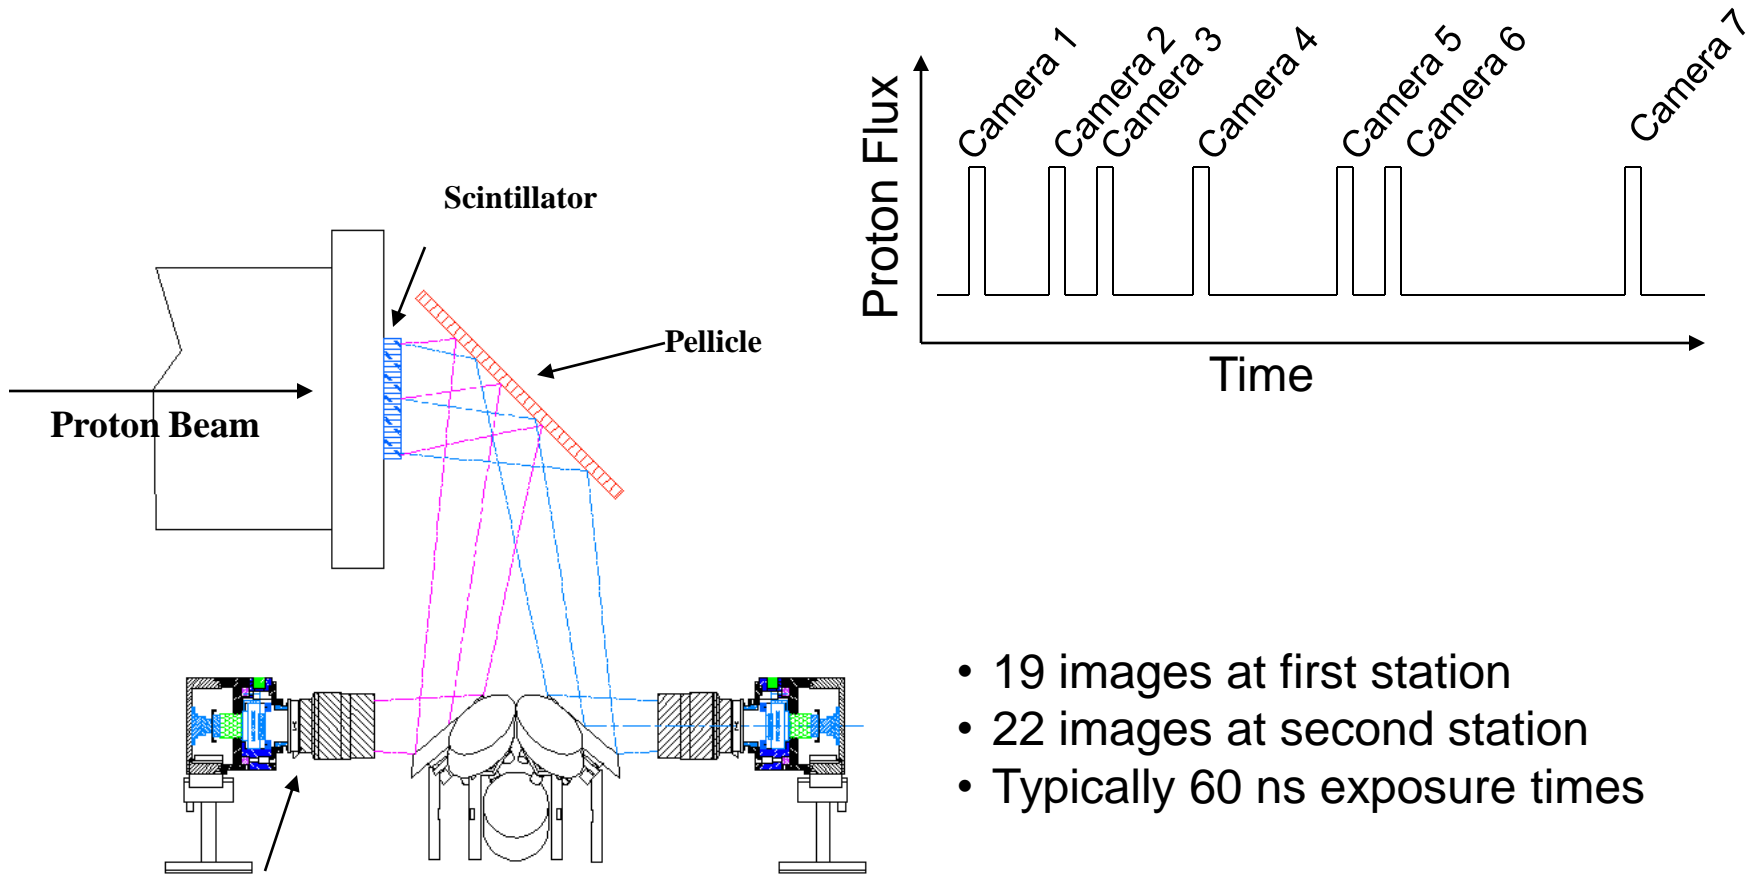 Camera 1
Camera 2
Camera 3
Camera 4
Camera 5
Camera 6
Camera 7
Proton Flux
Time
Scintillator
Pellicle
Proton Beam
• 19 images at first station
• 22 images at second station
• Typically 60 ns exposure times